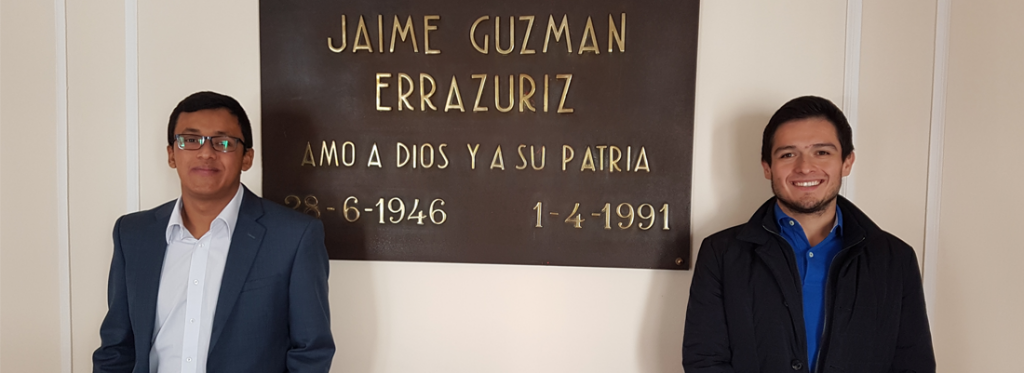 JAIME GUZMAN
ERRAZURIZ
AMO A DIOS Y A SU PATRIA
28-6-1946 1-4-1991